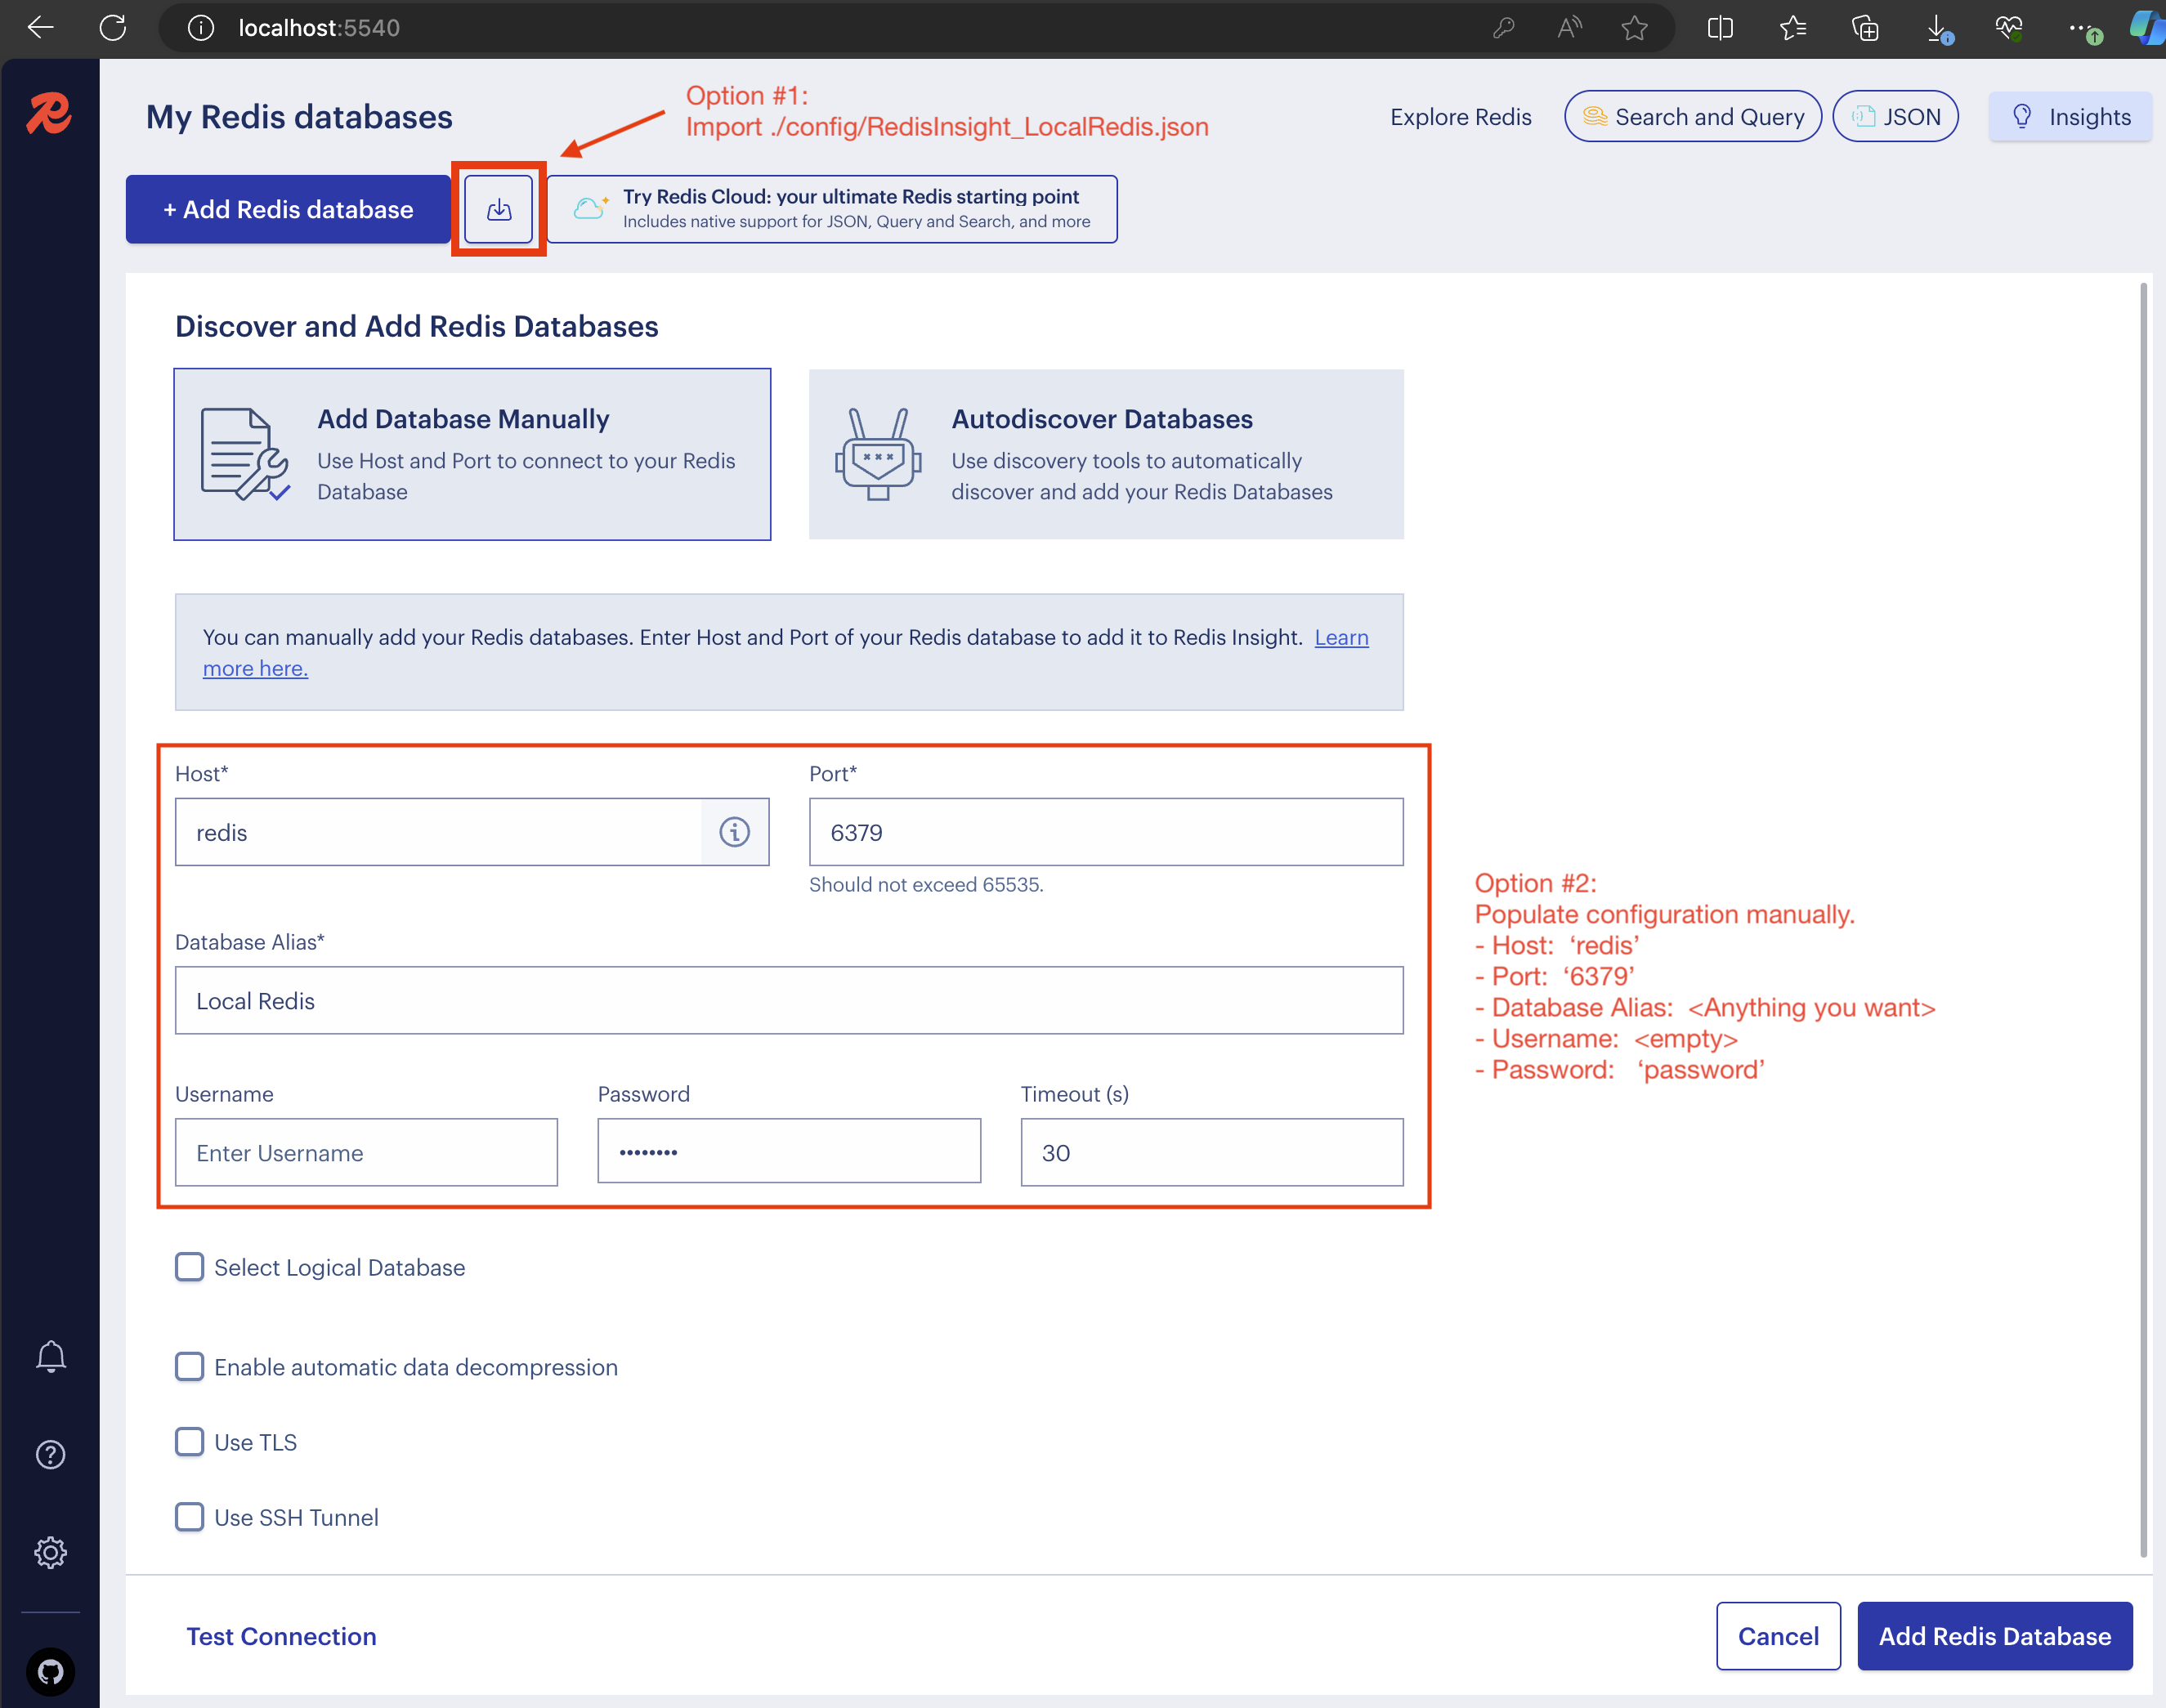 localhost:5540
My Redis databases
Option #1:
Import ./config/RedisInsight_LocalRedis.json
Explore Redis
Search and Query
JSON
Insights
+ Add Redis database
Try Redis Cloud: your ultimate Redis starting point
Includes native support for JSON, Query and Search, and more
Discover and Add Redis Databases
Add Database Manually
Use Host and Port to connect to your Redis
Database
Autodiscover Databases
Use discovery tools to automatically
discover and add your Redis Databases
You can manually add your Redis databases. Enter Host and Port of your Redis database to add it to Redis Insight. Learn
more here.
Host*
Port*
redis
6379
Should not exceed 65535.
Database Alias*
Local Redis
Username
Password
Timeout (s)
Enter Username
••••••••
30
Option #2:
Populate configuration manually.
- Host: ‘redis’
- Port: ‘6379’
- Database Alias: <Anything you want>
- Username: <empty>
- Password: ‘password’
Select Logical Database
Enable automatic data decompression
Use TLS
Use SSH Tunnel
Test Connection
Cancel
Add Redis Database